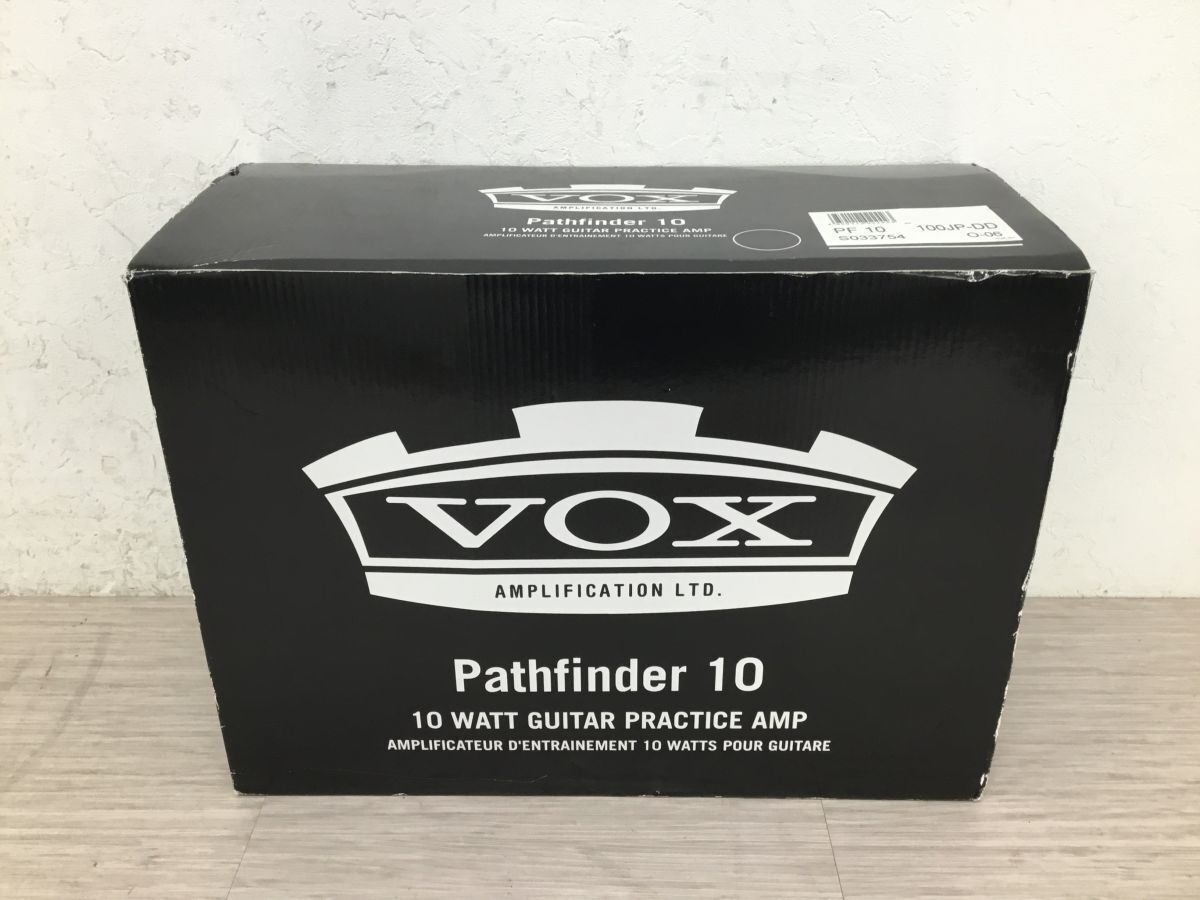 VOX
AMPLIFICATION LTD.
Pathfinder 10
10 WATT GUITAR PRACTICE AMP
AMPLIFICATEUR D'ENTRAINEMENT 10 WATTS POUR GUITARE
PF 10 100JP-DD
S033754 O-06
VOX
AMPLIFICATION LTD.
Pathfinder 10
10 WATT GUITAR PRACTICE AMP
AMPLIFICATEUR D'ENTRAINEMENT 10 WATTS POUR GUITARE